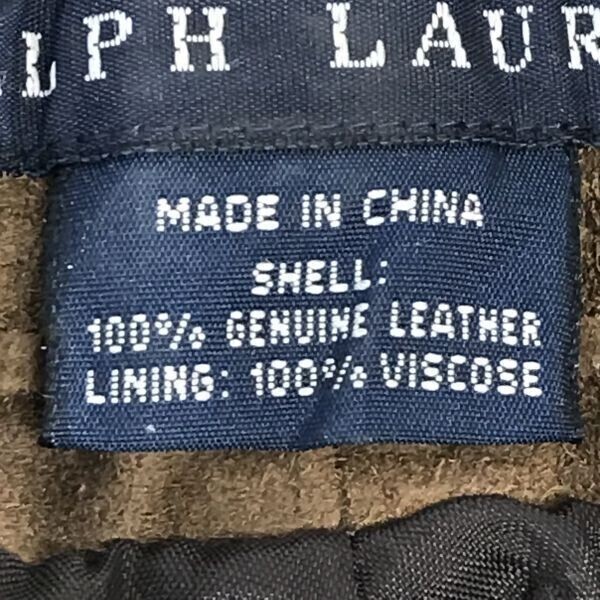 LPH LAUR
MADE IN CHINA
SHELL:
100% GENUINE LEATHER
LINING: 100% VISCOSE